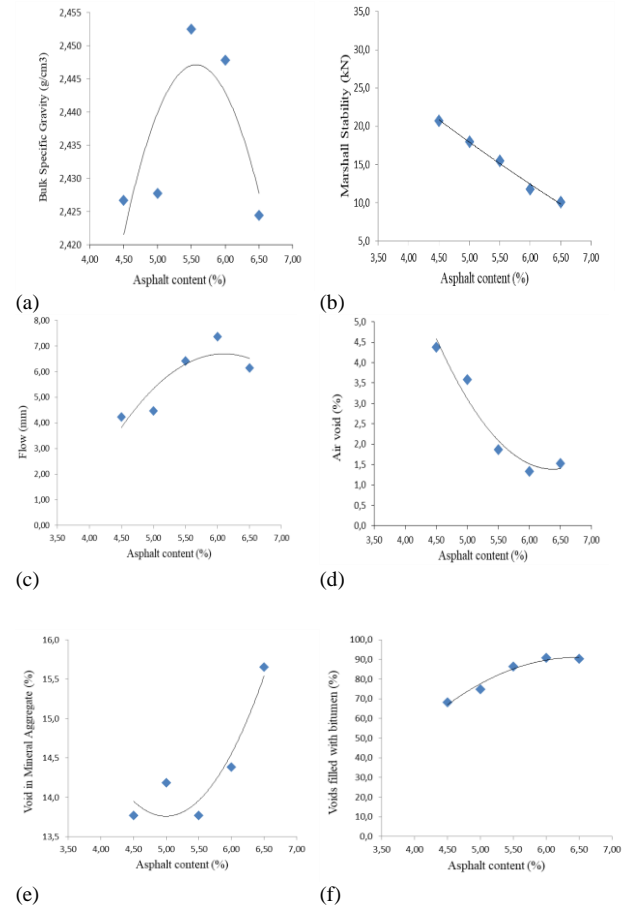 Bulk Specific Gravity (g/cm3)
2,455
2,450
2,445
2,440
2,435
2,430
2,425
2,420
4,00 4,50 5,00 5,50 6,00 6,50 7,00
Asphalt content (%)
(a)
Marshall Stability (kN)
35,0
30,0
25,0
20,0
15,0
10,0
5,0
3,50 4,00 4,50 5,00 5,50 6,00 6,50 7,00
Asphalt content (%)
(b)
Flow (mm)
8,00
7,00
6,00
5,00
4,00
3,00
2,00
1,00
0,00
3,50 4,00 4,50 5,00 5,50 6,00 6,50 7,00
Asphalt content (%)
(c)
Air void (%)
5,0
4,5
4,0
3,5
3,0
2,5
2,0
1,5
1,0
0,5
0,0
3,50 4,00 4,50 5,00 5,50 6,00 6,50 7,00
Asphalt content (%)
(d)
Void in Mineral Aggregate (%)
16,0
15,5
15,0
14,5
14,0
13,5
3,50 4,00 4,50 5,00 5,50 6,00 6,50 7,00
Asphalt content (%)
(e)
Voids filled with bitumen (%)
100,0
90,0
80,0
70,0
60,0
50,0
40,0
30,0
20,0
10,0
0,0
3,50 4,00 4,50 5,00 5,50 6,00 6,50 7,00
Asphalt content (%)
(f)